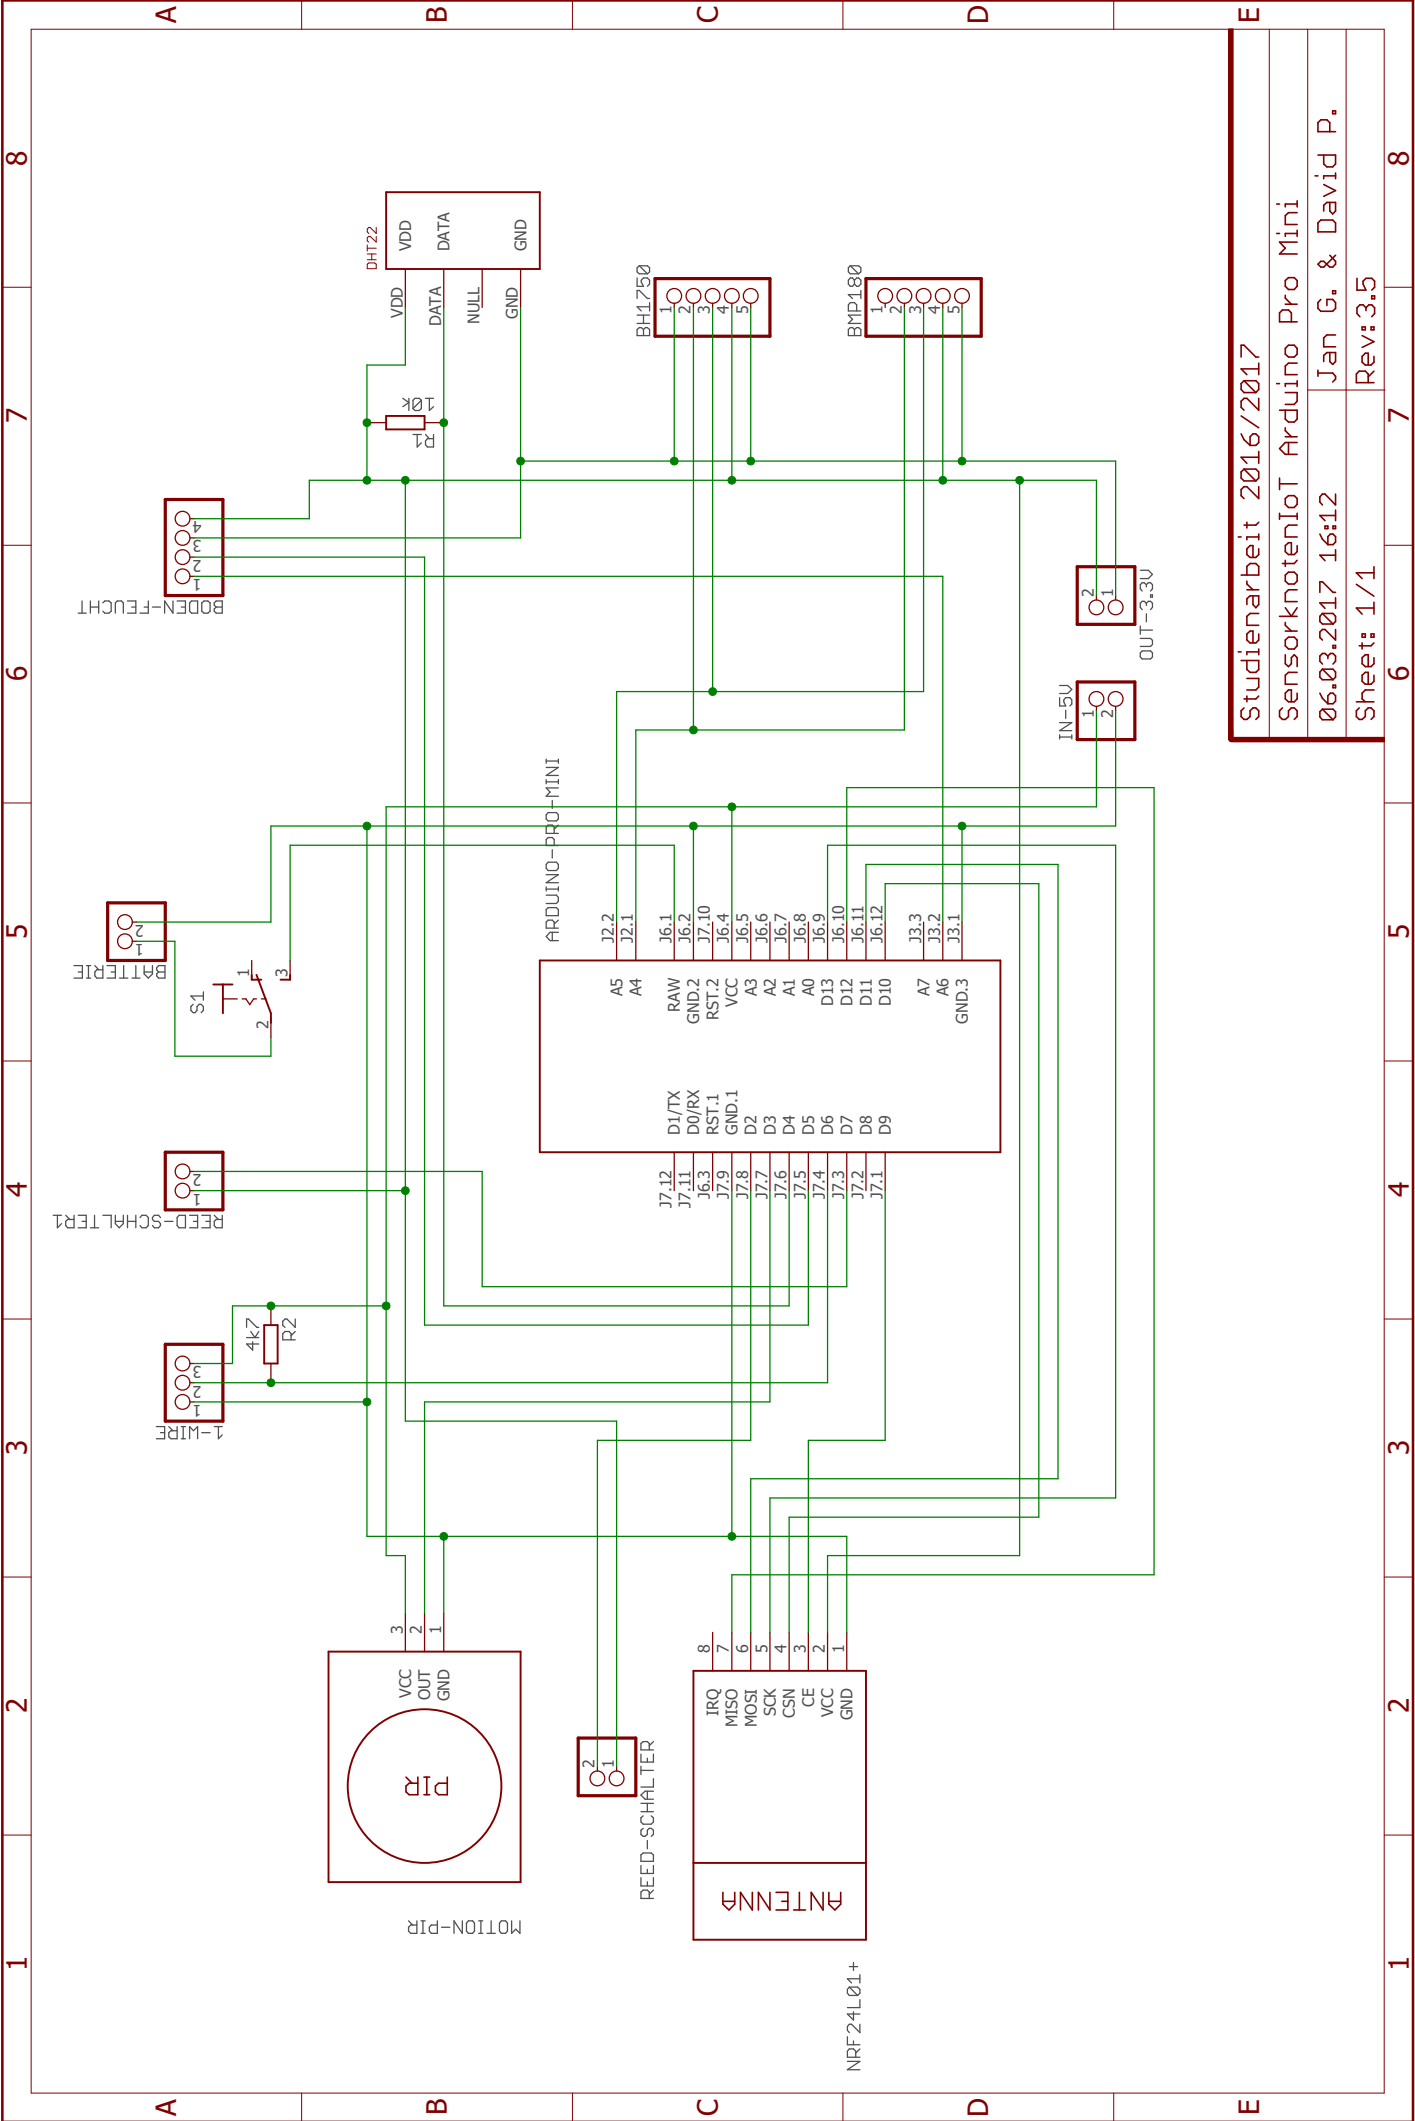 A
B
C
D
E
8
7
6
5
4
3
2
1
8
7
6
5
4
3
2
1
A
B
C
D
E
BODEN-FEUCHT
1
2
3
4
DHT22
VDD
DATA
GND
VDD
DATA
NULL
GND
R1
10k
BH1750
1
2
3
4
5
BMP180
1
2
3
4
5
OUT-3.3V
2
1
IN-5V
1
2
BATTERIE
1
2
S1
1
2
3
ARDUINO-PRO-MINI
J2.2
J2.1
J6.1
J6.2
J7.10
J6.4
J6.5
J6.6
J6.7
J6.8
J6.9
J6.10
J6.11
J6.12
J3.3
J3.2
J3.1
A5
A4
RAW
GND.2
RST.2
VCC
A3
A2
A1
A0
D13
D12
D11
D10
A7
A6
GND.3
D1/TX
D0/RX
RST.1
GND.1
D2
D3
D4
D5
D6
D7
D8
D9
J7.12
J7.11
J6.3
J7.9
J7.8
J7.7
J7.6
J7.5
J7.4
J7.3
J7.2
J7.1
REED-SCHALTER1
1
2
1-WIRE
1
2
3
4k7
R2
MOTION-PIR
PIR
VCC
OUT
GND
3
2
1
REED-SCHALTER
2
1
NRF24L01+
ANTENNA
IRQ
MISO
MOSI
SCK
CSN
CE
VCC
GND
8
7
6
5
4
3
2
1
Studienarbeit 2016/2017
SensorknotenIoT Arduino Pro Mini
06.03.2017 16:12
Jan G. & David P.
Sheet: 1/1
Rev:3.5